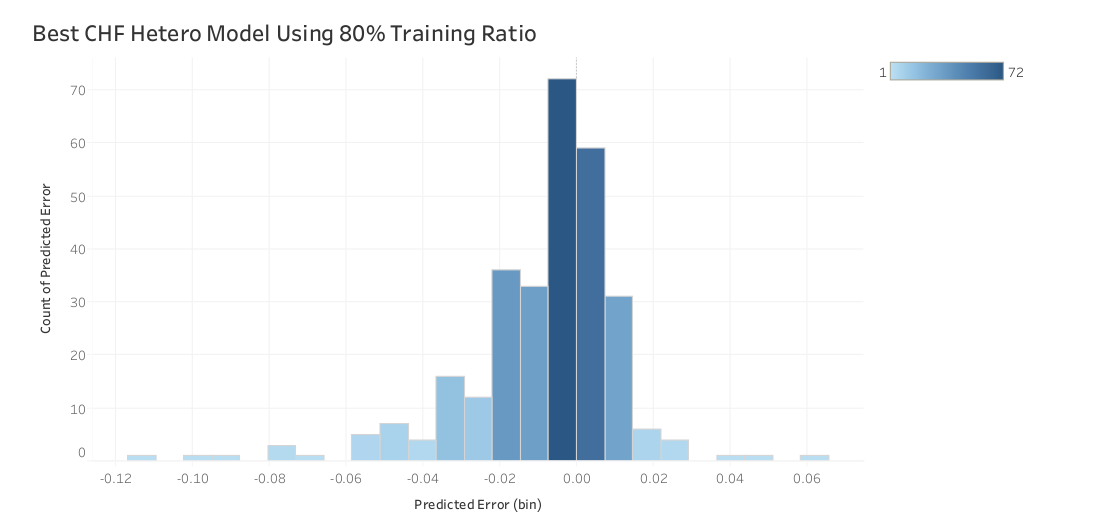 Best CHF Hetero Model Using 80% Training Ratio
1 72
70
60
50
40
30
20
10
0
Count of Predicted Error
-0.12 -0.10 -0.08 -0.06 -0.04 -0.02 0.00 0.02 0.04 0.06
Predicted Error (bin)